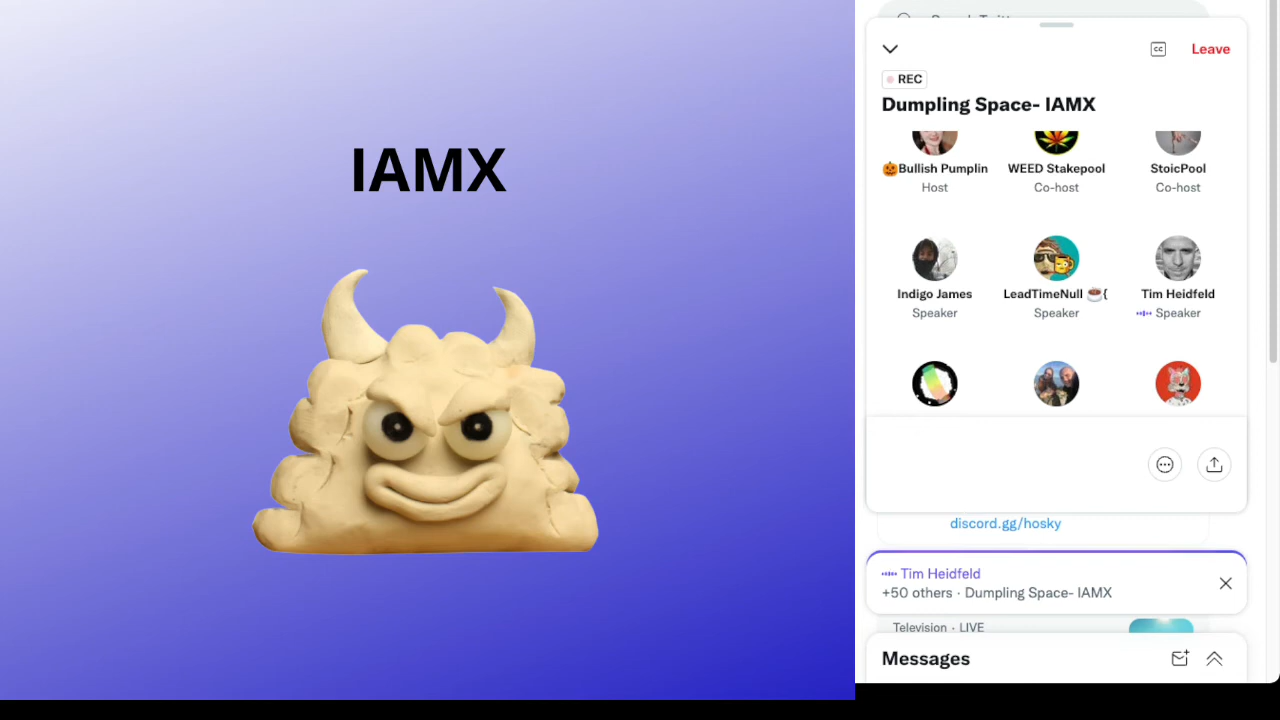 IAMX
CC
Leave
REC
Dumpling Space- IAMX
🎃Bullish Pumplin
Host
WEED Stakepool
Co-host
StoicPool
Co-host
Indigo James
Speaker
LeadTimeNull ☕{
Speaker
Tim Heidfeld
Speaker
discord.gg/hosky
Tim Heidfeld
+50 others · Dumpling Space- IAMX
Television · LIVE
Messages